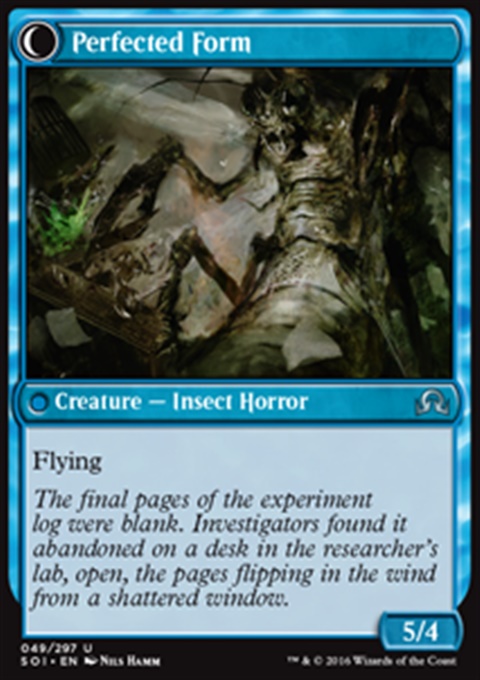 Perfected Form
Creature — Insect Horror
Flying
The final pages of the experiment
log were blank. Investigators found it
abandoned on a desk in the researcher's
lab, open, the pages flipping in the wind
from a shattered window.
5/4
049/297 U
SOI • EN Nils Hamm
™ & © 2016 Wizards of the Coast